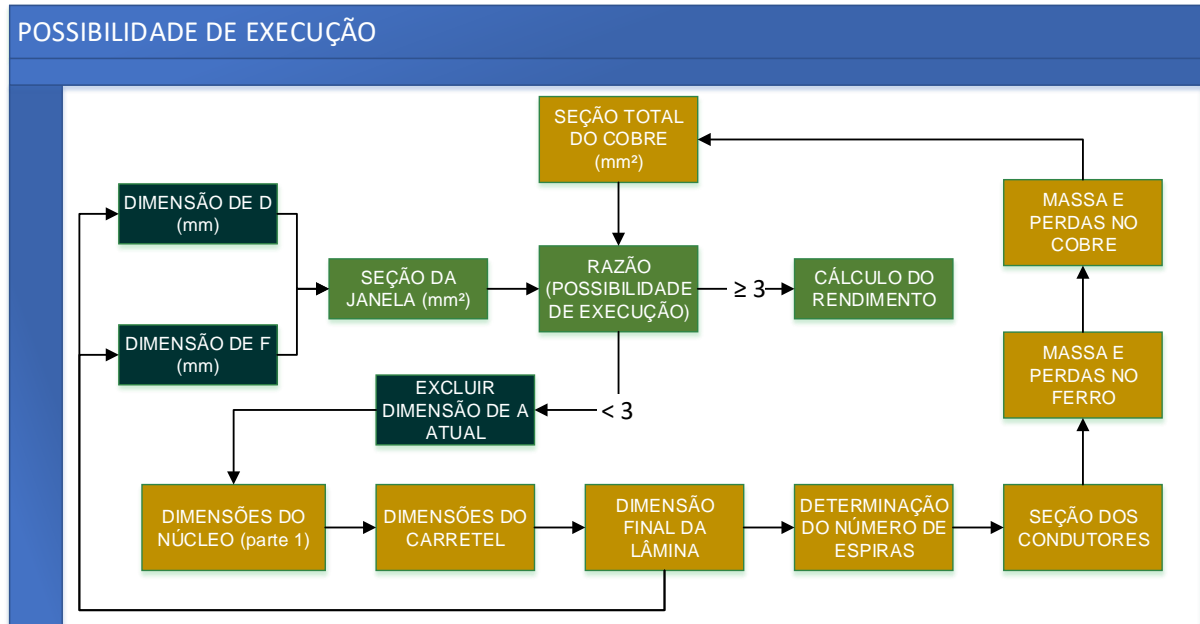 POSSIBILIDADE DE EXECUÇÃO
SEÇÃO TOTAL
DO COBRE
(mm²)
DIMENSÃO DE D
(mm)
MASSA E
PERDAS NO
COBRE
SEÇÃO DA
JANELA (mm²)
RAZÃO
(POSSIBILIDADE
DE EXECUÇÃO)
≥ 3
CÁLCULO DO
RENDIMENTO
DIMENSÃO DE F
(mm)
MASSA E
PERDAS NO
FERRO
EXCLUIR
DIMENSÃO DE A
ATUAL
< 3
DIMENSÕES DO
NÚCLEO (parte 1)
DIMENSÕES DO
CARRETEL
DIMENSÃO
FINAL DA
LÂMINA
DETERMINAÇÃO
DO NÚMERO DE
ESPIRAS
SEÇÃO DOS
CONDUTORES